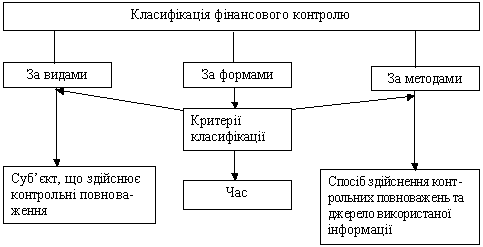 Класифікація фінансового контролю
За видами
За формами
За методами
Критерії
класифікації
Суб’єкт, що здійснює
контрольні повнова-
ження
Час
Спосіб здійснення конт-
рольних повноважень та
джерело використаної
інформації